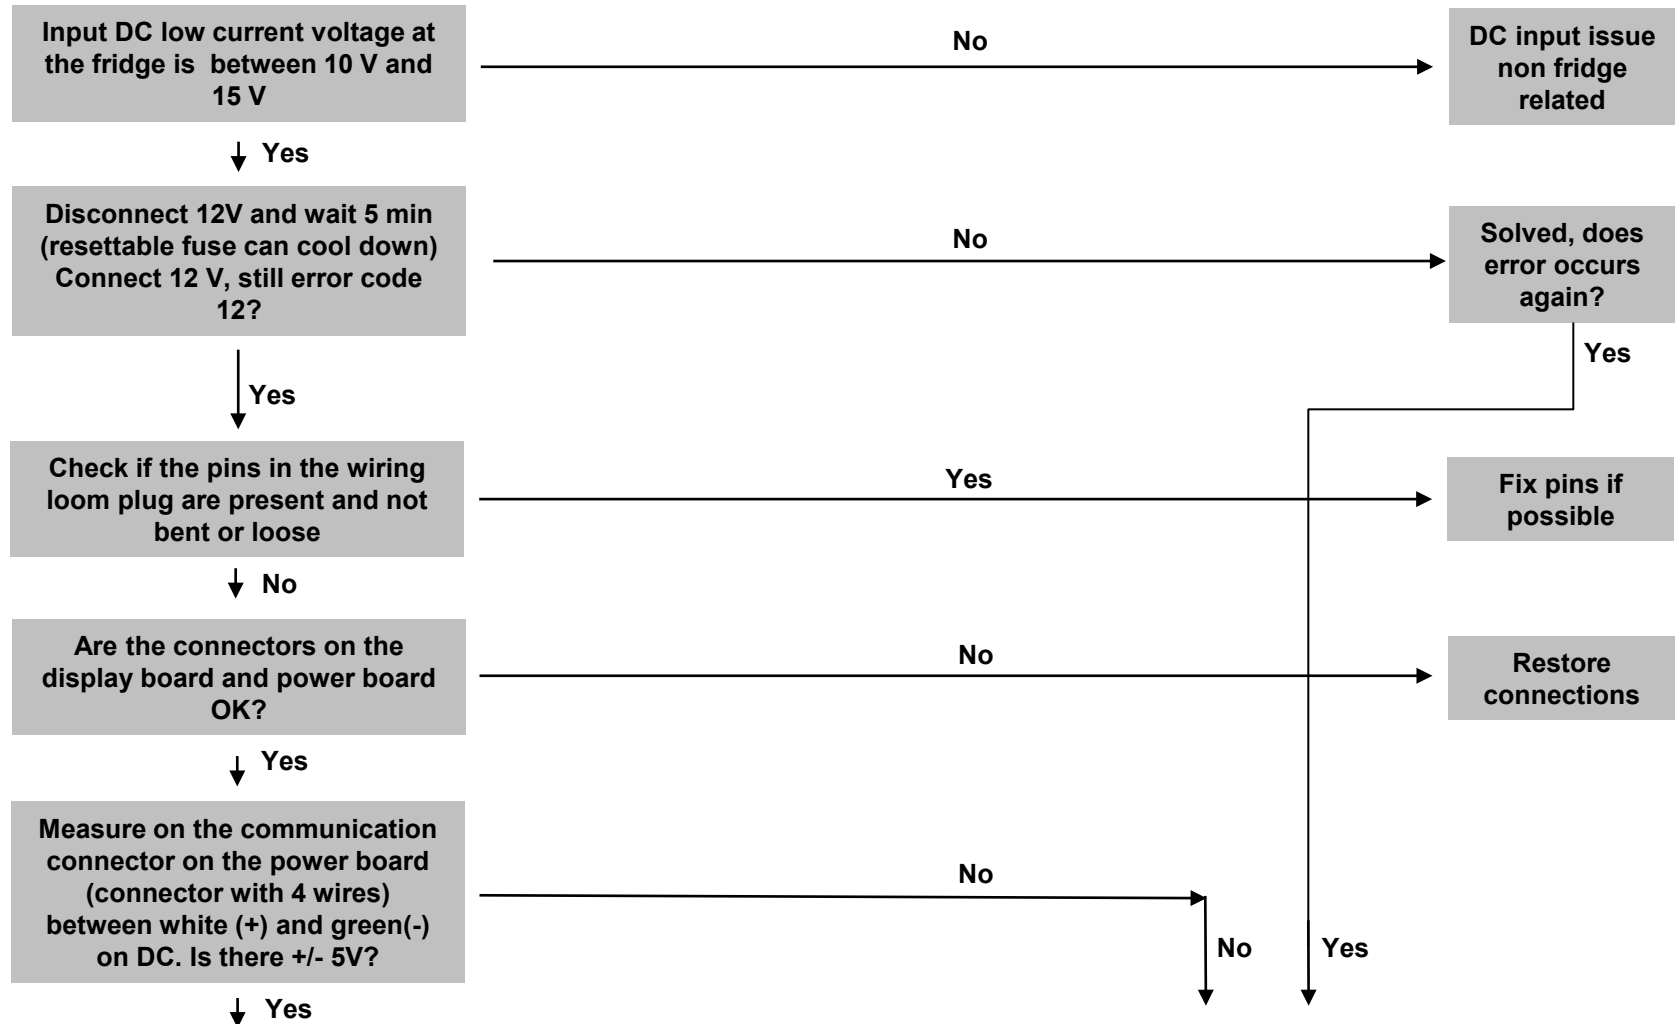 Input DC low current voltage at
the fridge is  between 10 V and
15 V
No
DC input issue
non fridge
related
Yes
Disconnect 12V and wait 5 min
(resettable fuse can cool down)
Connect 12 V, still error code
12?
No
Solved, does
error occurs
again?
Yes
Yes
Check if the pins in the wiring
loom plug are present and not
bent or loose
Yes
Fix pins if
possible
No
Are the connectors on the
display board and power board
OK?
No
Restore
connections
Yes
Measure on the communication
connector on the power board
(connector with 4 wires)
between white (+) and green(-)
on DC. Is there +/- 5V?
No
No
Yes
Yes